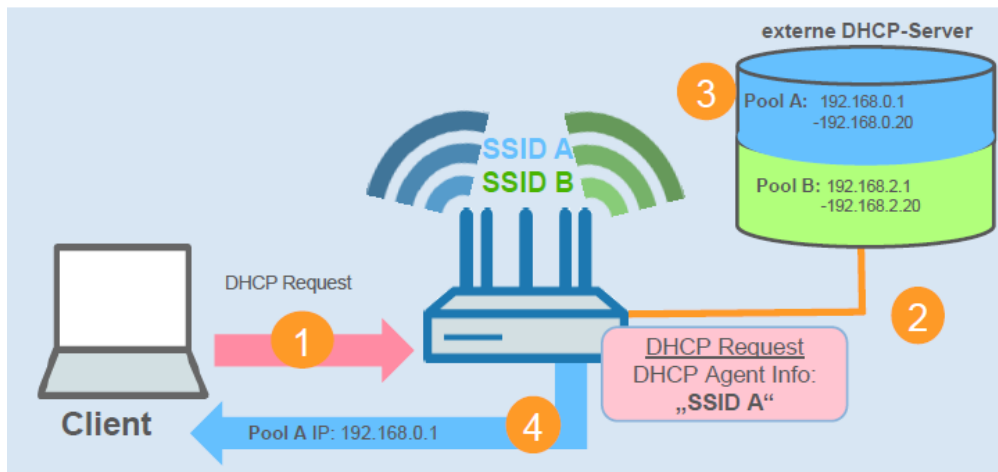 externe DHCP-Server
3
Pool A: 192.168.0.1
-192.168.0.20
SSID A
SSID B
Pool B: 192.168.2.1
-192.168.2.20
DHCP Request
1
2
DHCP Request
DHCP Agent Info:
„SSID A“
Client
Pool A IP: 192.168.0.1
4